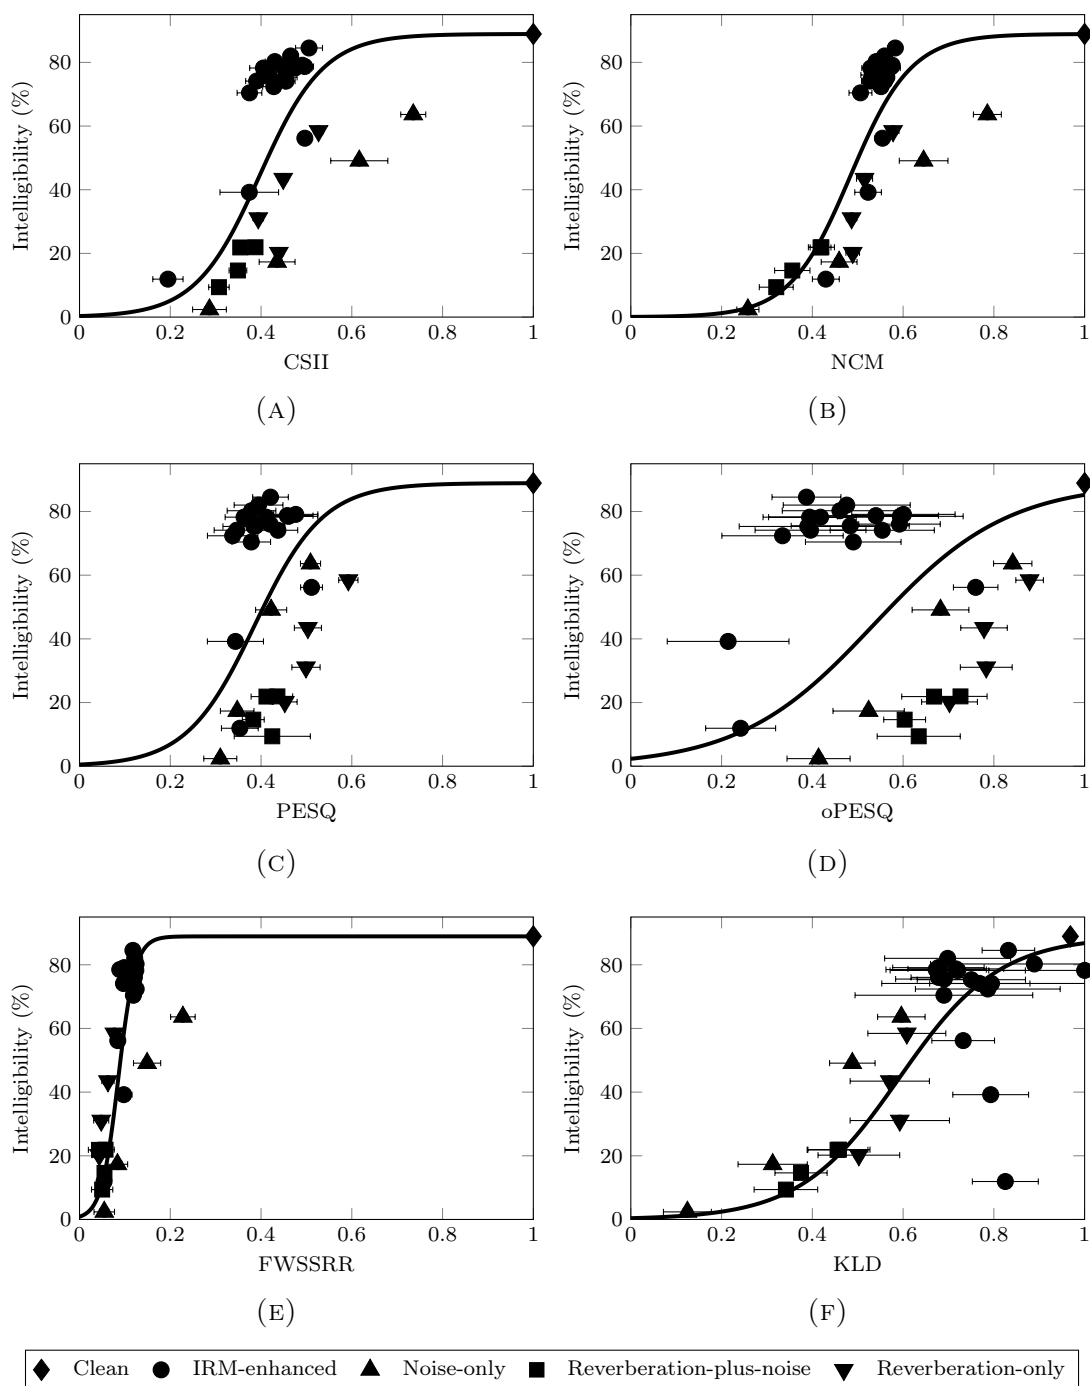 80
60
40
20
0
Intelligibility (%)
0 0.2 0.4 0.6 0.8 1
CSII
(A)
80
60
40
20
0
Intelligibility (%)
0 0.2 0.4 0.6 0.8 1
NCM
(B)
80
60
40
20
0
Intelligibility (%)
0 0.2 0.4 0.6 0.8 1
PESQ
(C)
80
60
40
20
0
Intelligibility (%)
0 0.2 0.4 0.6 0.8 1
oPESQ
(D)
80
60
40
20
0
Intelligibility (%)
0 0.2 0.4 0.6 0.8 1
FWSSRR
(E)
80
60
40
20
0
Intelligibility (%)
0 0.2 0.4 0.6 0.8 1
KLD
(F)
Clean IRM-enhanced Noise-only Reverberation-plus-noise Reverberation-only